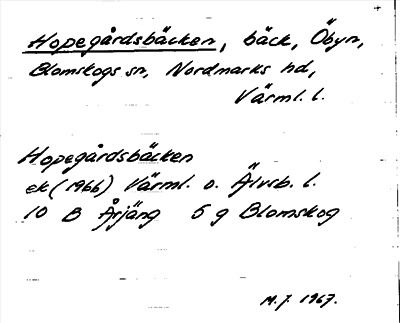 Hopegårdsbäcken, bäck, Öbyn,
Blomskogs sn, Nordmarks hd,
Värml. l.
Hopegårdsbäcken
ek (1966) Värml. o. Älvsb. l.
10 B Årjäng 5 g Blomskog
M.J. 1967.